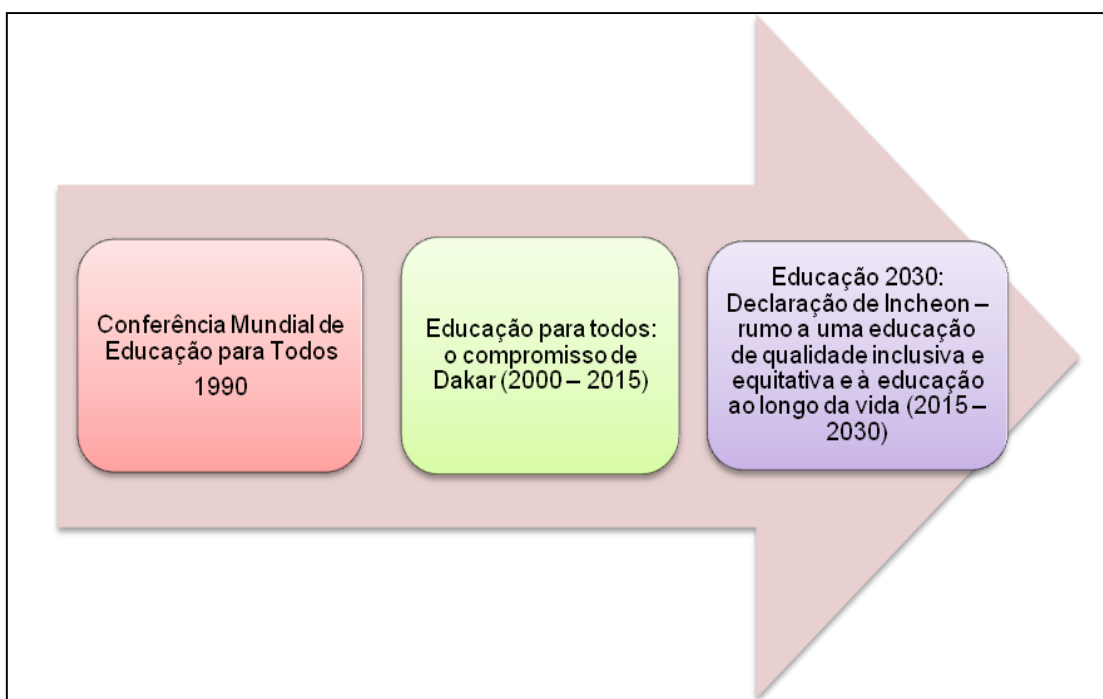 Conferência Mundial de
Educação para Todos
1990
Educação para todos:
o compromisso de
Dakar (2000 – 2015)
Educação 2030:
Declaração de Incheon –
rumo a uma educação
de qualidade inclusiva e
equitativa e à educação
ao longo da vida (2015 –
2030)